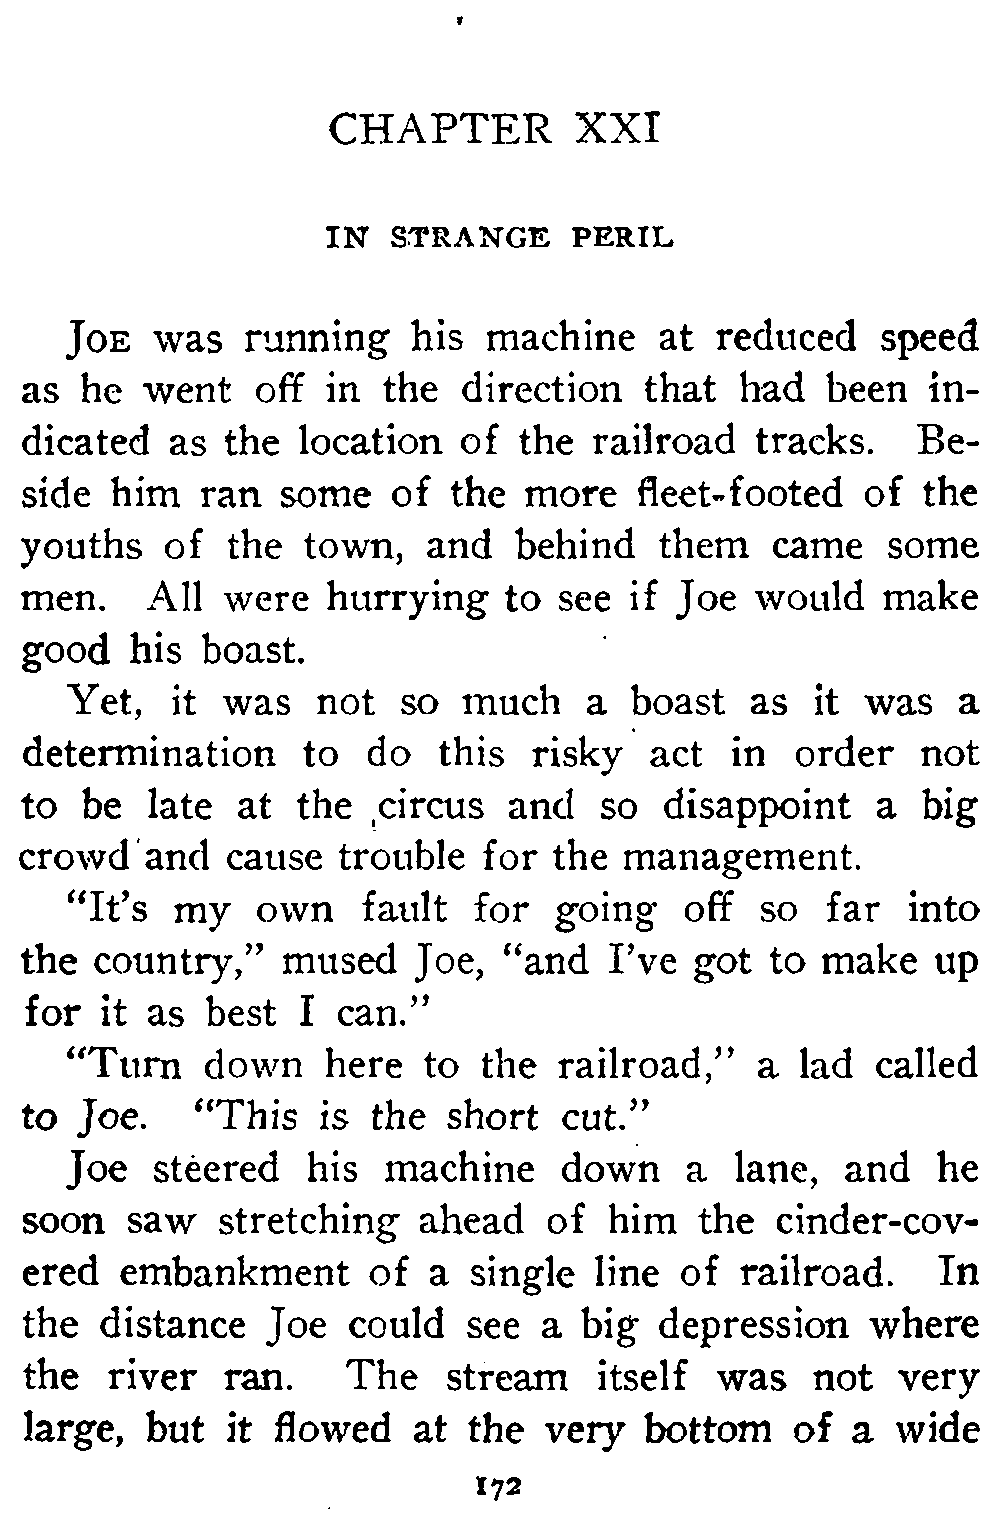 CHAPTER XXI
IN STRANGE PERIL
Joe was running his machine at reduced speed
as he went off in the direction that had been in-
dicated as the location of the railroad tracks. Be-
side him ran some of the more fleet-footed of the
youths of the town, and behind them came some
men. All were hurrying to see if Joe would make
good his boast.
Yet, it was not so much a boast as it was a
determination to do this risky act in order not
to be late at the circus and so disappoint a big
crowd and cause trouble for the management.
“It’s my own fault for going off so far into
the country,” mused Joe, “and I’ve got to make up
for it as best I can.”
“Turn down here to the railroad,” a lad called
to Joe. “This is the short cut.”
Joe steered his machine down a lane, and he
soon saw stretching ahead of him the cinder-cov-
ered embankment of a single line of railroad. In
the distance Joe could see a big depression where
the river ran. The stream itself was not very
large, but it flowed at the very bottom of a wide
172